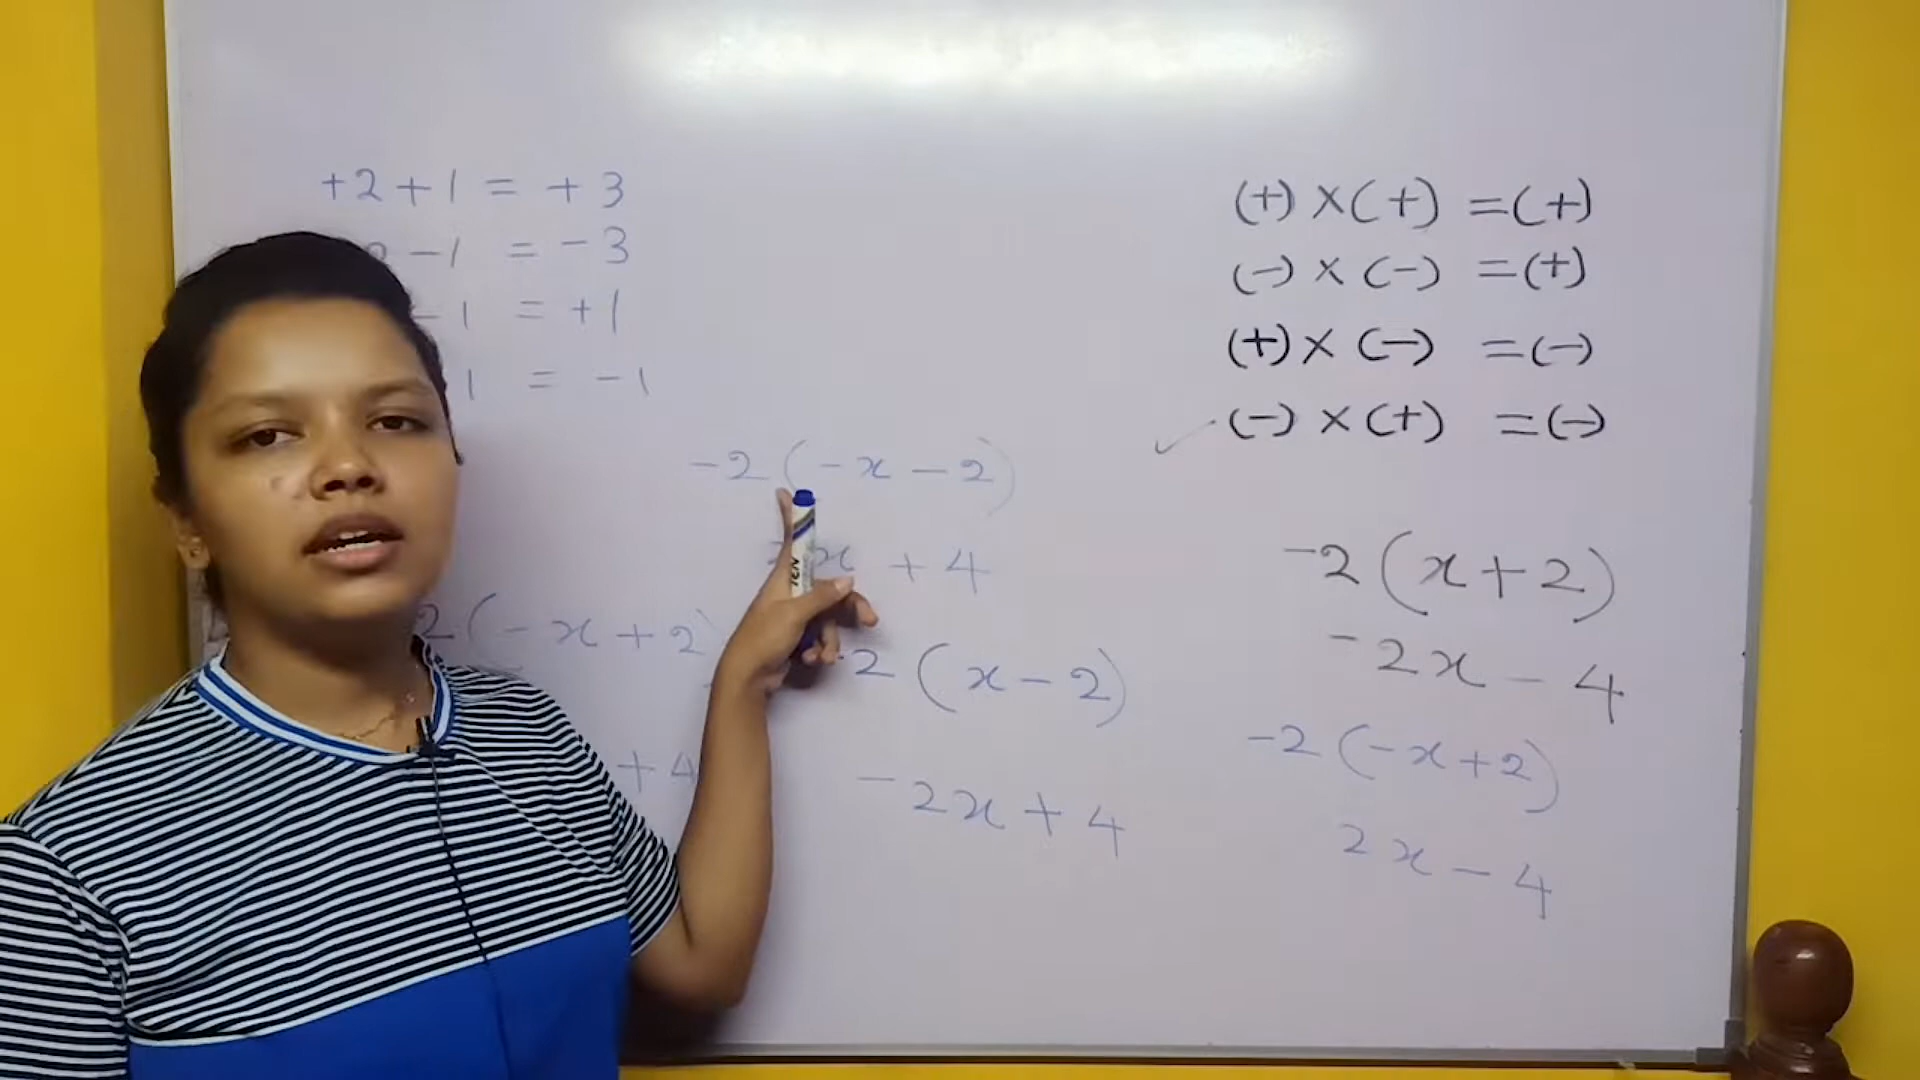 +2+1 = +3
-1 = -3
-1 = +1
1 = -1
(+) × (+) = (+)
(-) × (-) = (+)
(+) × (-) = (-)
✓ (-) × (+) = (-)
-2(-x-2)
x + 4
2(-x+2)
+4
-2(x-2)
-2x+4
-2(x+2)
-2x-4
-2(-x+2)
2x-4